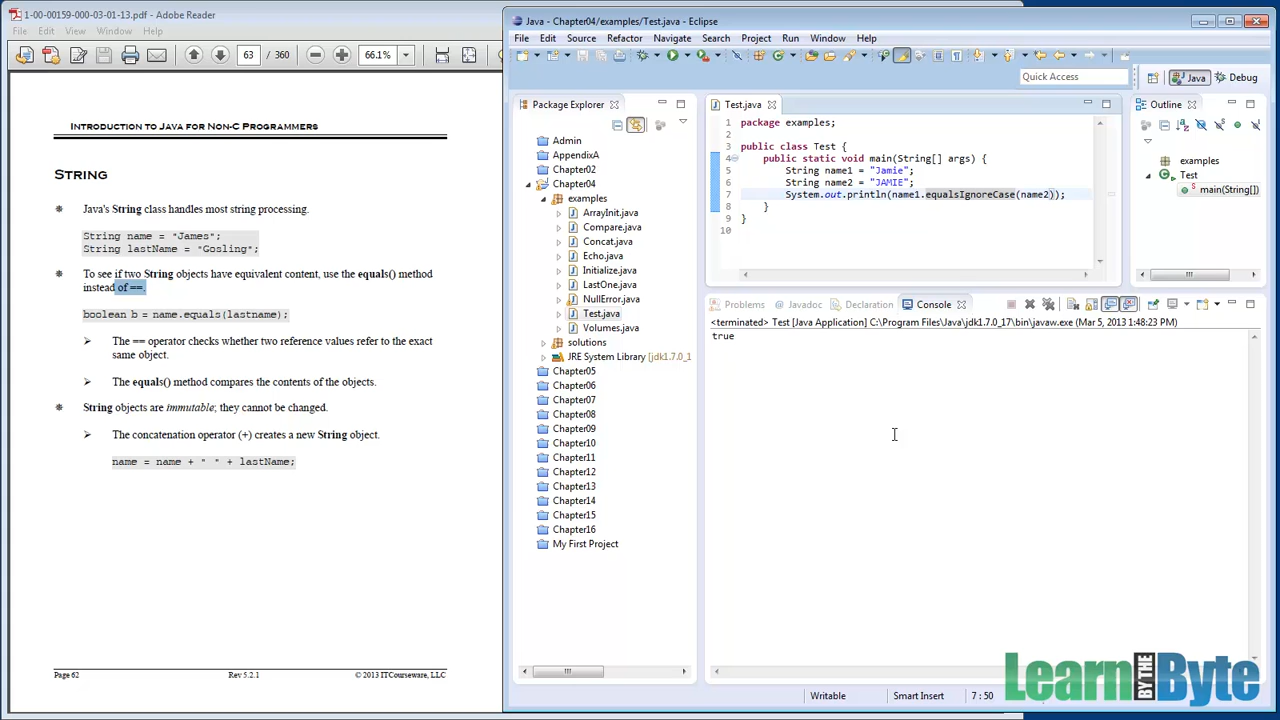 1-00-00159-000-03-01-13.pdf - Adobe Reader
File Edit View Window Help
63 / 360 66.1%
Introduction to Java for Non-C Programmers
String
Java's String class handles most string processing.
String name = "James";
String lastName = "Gosling";
To see if two String objects have equivalent content, use the equals() method
instead of ==.
boolean b = name.equals(lastname);
The == operator checks whether two reference values refer to the exact
same object.
The equals() method compares the contents of the objects.
String objects are immutable; they cannot be changed.
The concatenation operator (+) creates a new String object.
name = name + " " + lastName;
Page 62 Rev 5.2.1 © 2013 ITCourseware, LLC
Java - Chapter04/examples/Test.java - Eclipse
File Edit Source Refactor Navigate Search Project Run Window Help
Quick Access
Java Debug
Package Explorer
Admin
AppendixA
Chapter02
Chapter04
examples
ArrayInit.java
Compare.java
Concat.java
Echo.java
Initialize.java
LastOne.java
NullError.java
Test.java
Volumes.java
solutions
JRE System Library [jdk1.7.0_1
Chapter05
Chapter06
Chapter07
Chapter08
Chapter09
Chapter10
Chapter11
Chapter12
Chapter13
Chapter14
Chapter15
Chapter16
My First Project
Test.java
1 package examples;
2
3 public class Test {
4 public static void main(String[] args) {
5 String name1 = "Jamie";
6 String name2 = "JAMIE";
7 System.out.println(name1.equalsIgnoreCase(name2));
8 }
9 }
10
Outline
examples
Test
main(String[])
Problems Javadoc Declaration Console
<terminated> Test [Java Application] C:\Program Files\Java\jdk1.7.0_17\bin\javaw.exe (Mar 5, 2013 1:48:23 PM)
true
Writable Smart Insert 7 : 50
Learn BY THE Byte